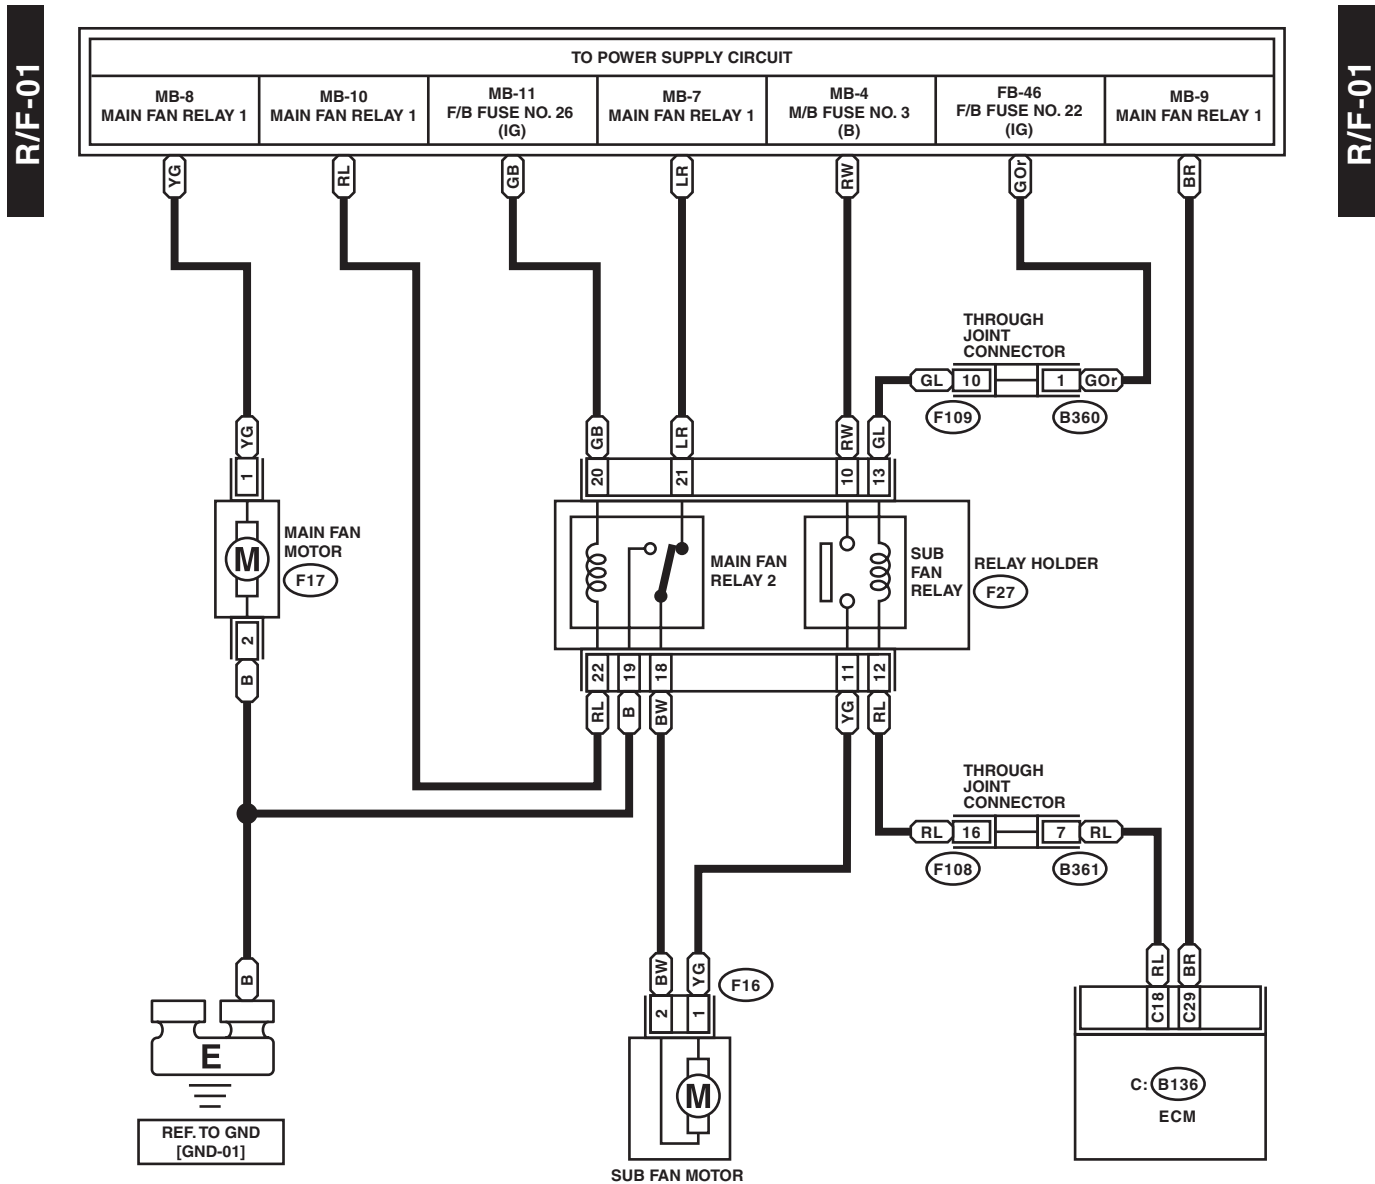 R/F-01
R/F-01
TO POWER SUPPLY CIRCUIT
MB-8
MAIN FAN RELAY 1
MB-10
MAIN FAN RELAY 1
MB-11
F/B FUSE NO. 26
(IG)
MB-7
MAIN FAN RELAY 1
MB-4
M/B FUSE NO. 3
(B)
FB-46
F/B FUSE NO. 22
(IG)
MB-9
MAIN FAN RELAY 1
YG
RL
GB
LR
RW
GOr
BR
THROUGH
JOINT
CONNECTOR
GL
10
1
GOr
F109
B360
YG
GB
LR
RW
GL
1
20
21
10
13
MAIN FAN
MOTOR
F17
M
MAIN FAN
RELAY 2
SUB
FAN
RELAY
RELAY HOLDER
F27
2
22
19
18
11
12
B
RL
B
BW
YG
RL
THROUGH
JOINT
CONNECTOR
RL
16
7
RL
F108
B361
B
BW
YG
F16
RL
BR
2
1
C18
C29
E
M
C:
B136
ECM
REF. TO GND
[GND-01]
SUB FAN MOTOR